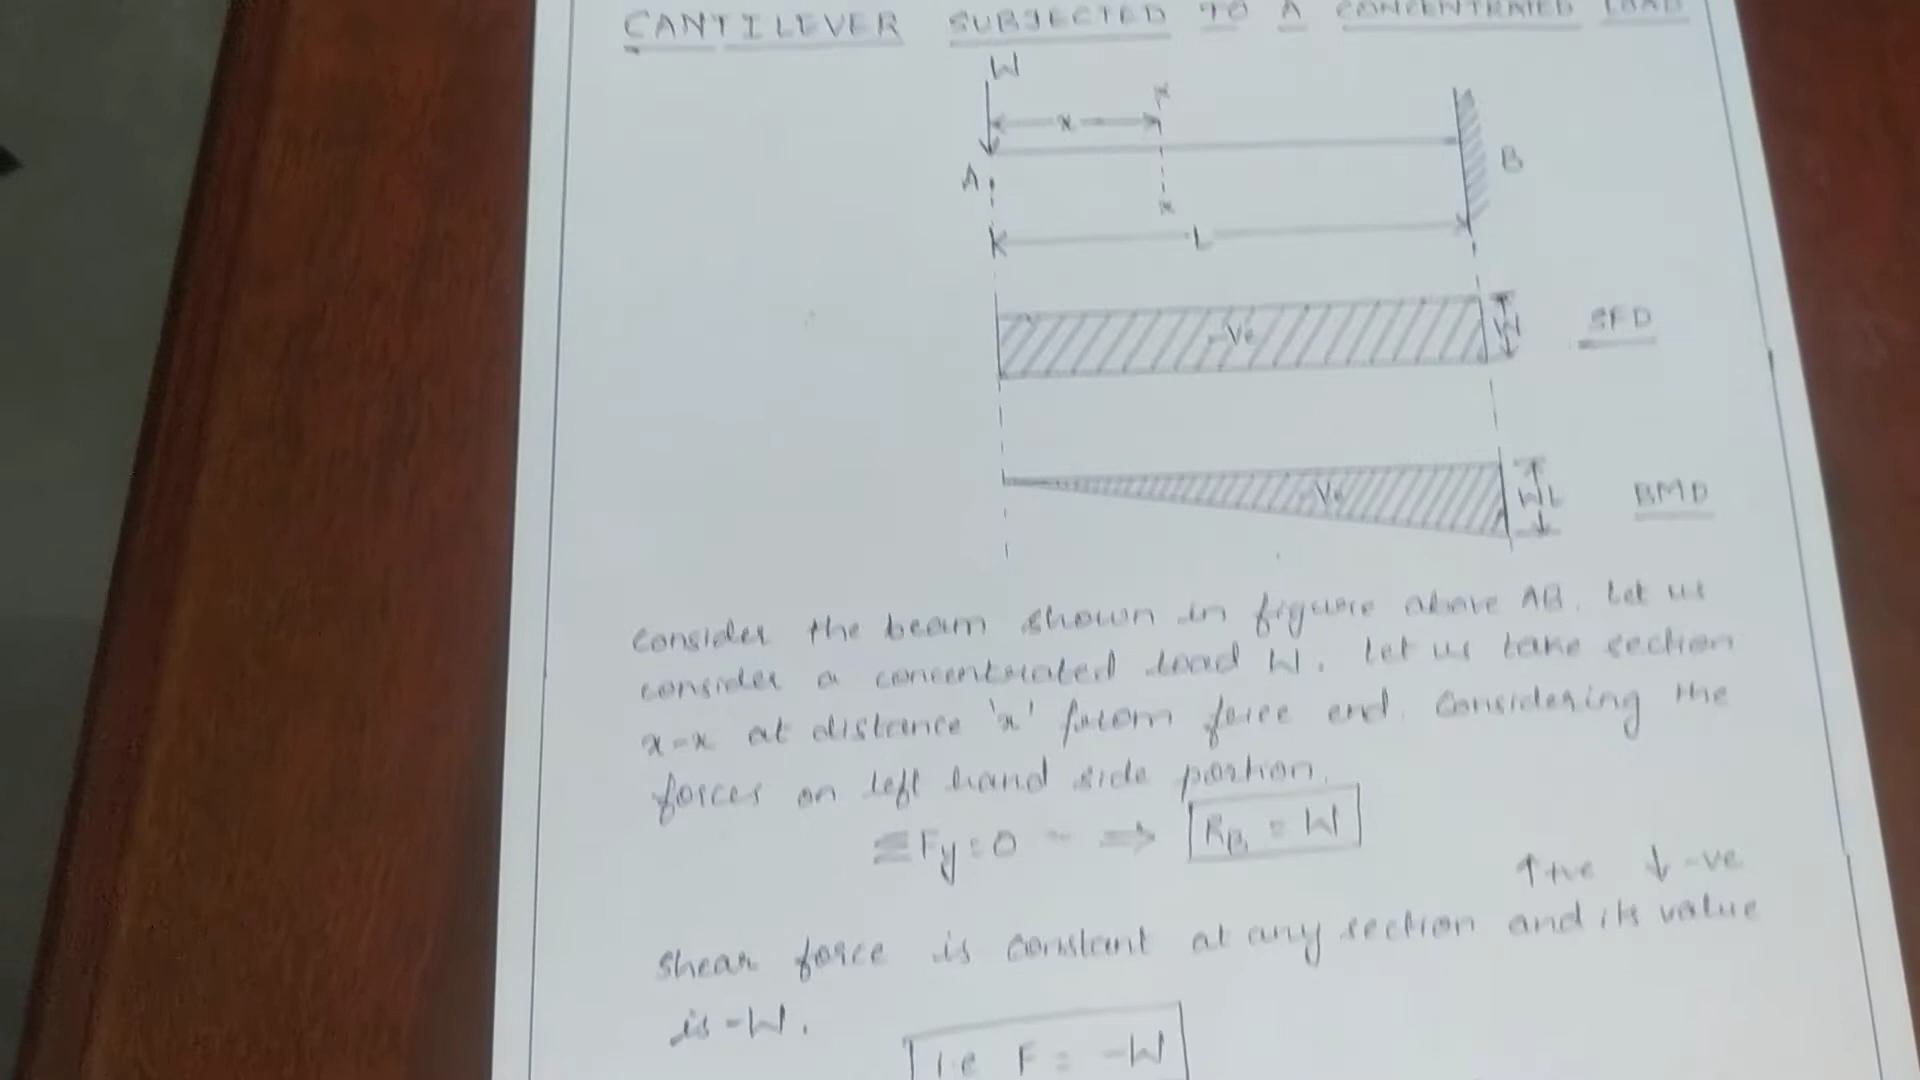 CANTILEVER SUBJECTED TO A CONCENTRATED LOAD
W
x
x
A
B
x
L
-Ve
W
SFD
-Ve
WL
BMD
consider the beam shown in figure above AB. Let us
consider a concentrated load W. let us take section
x-x at distance 'x' from force end. Considering the
forces on left hand side portion.
ΣFy=0 ⇒ RB = W
↑+ve ↓-ve
shear force is constant at any section and its value
is -W.
i.e F = -W